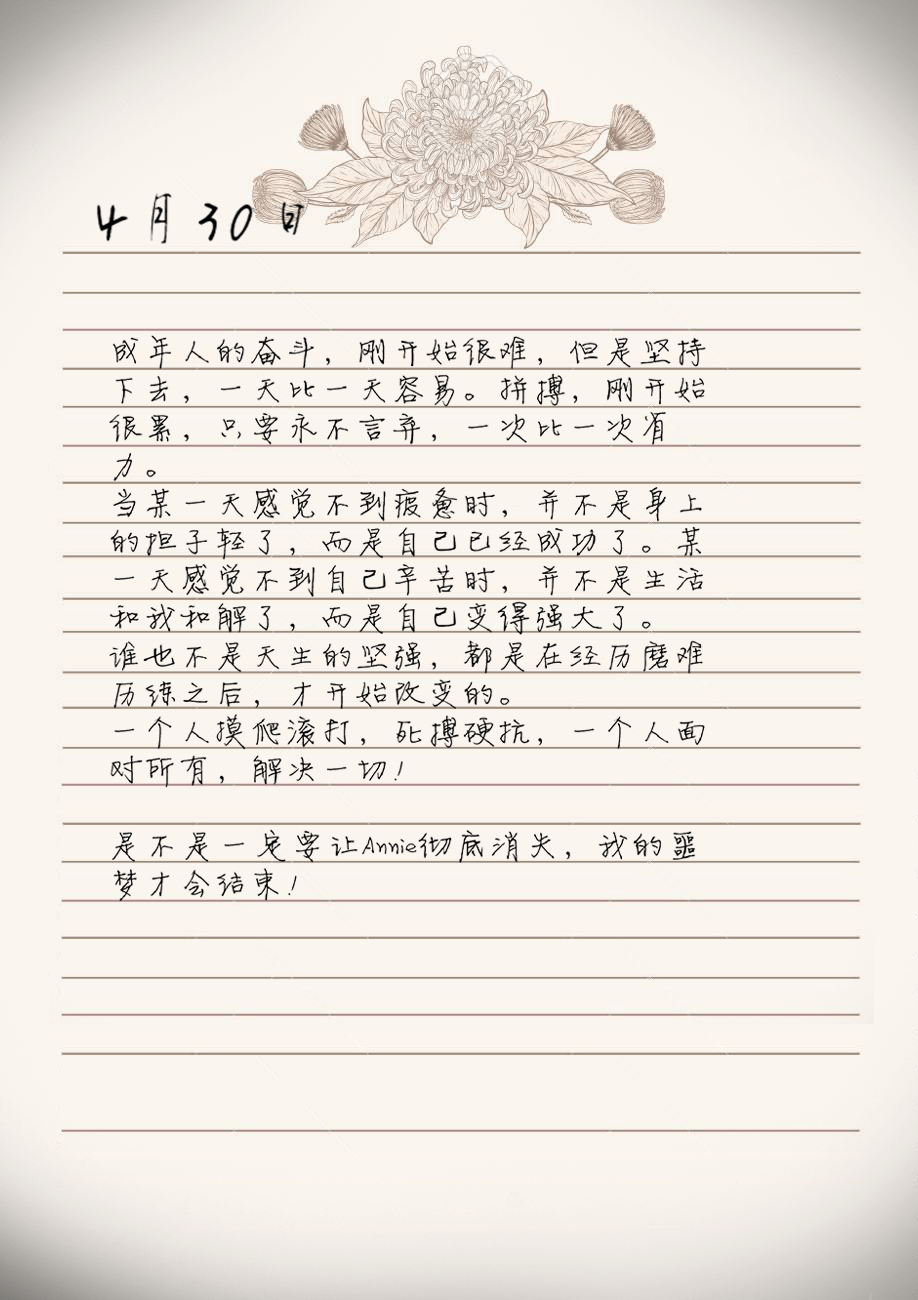 4月30日
成年人的奋斗，刚开始很难，但是坚持
下去，一天比一天容易。拼搏，刚开始
很累，只要永不言弃，一次比一次有
力。
当某一天感觉不到疲惫时，并不是身上
的担子轻了，而是自己已经成功了。某
一天感觉不到自己辛苦时，并不是生活
和我和解了，而是自己变得强大了。
谁也不是天生的坚强，都是在经历磨难
历练之后，才开始改变的。
一个人摸爬滚打，死搏硬抗，一个人面
对所有，解决一切！
是不是一定要让Annie彻底消失，我的噩
梦才会结束！